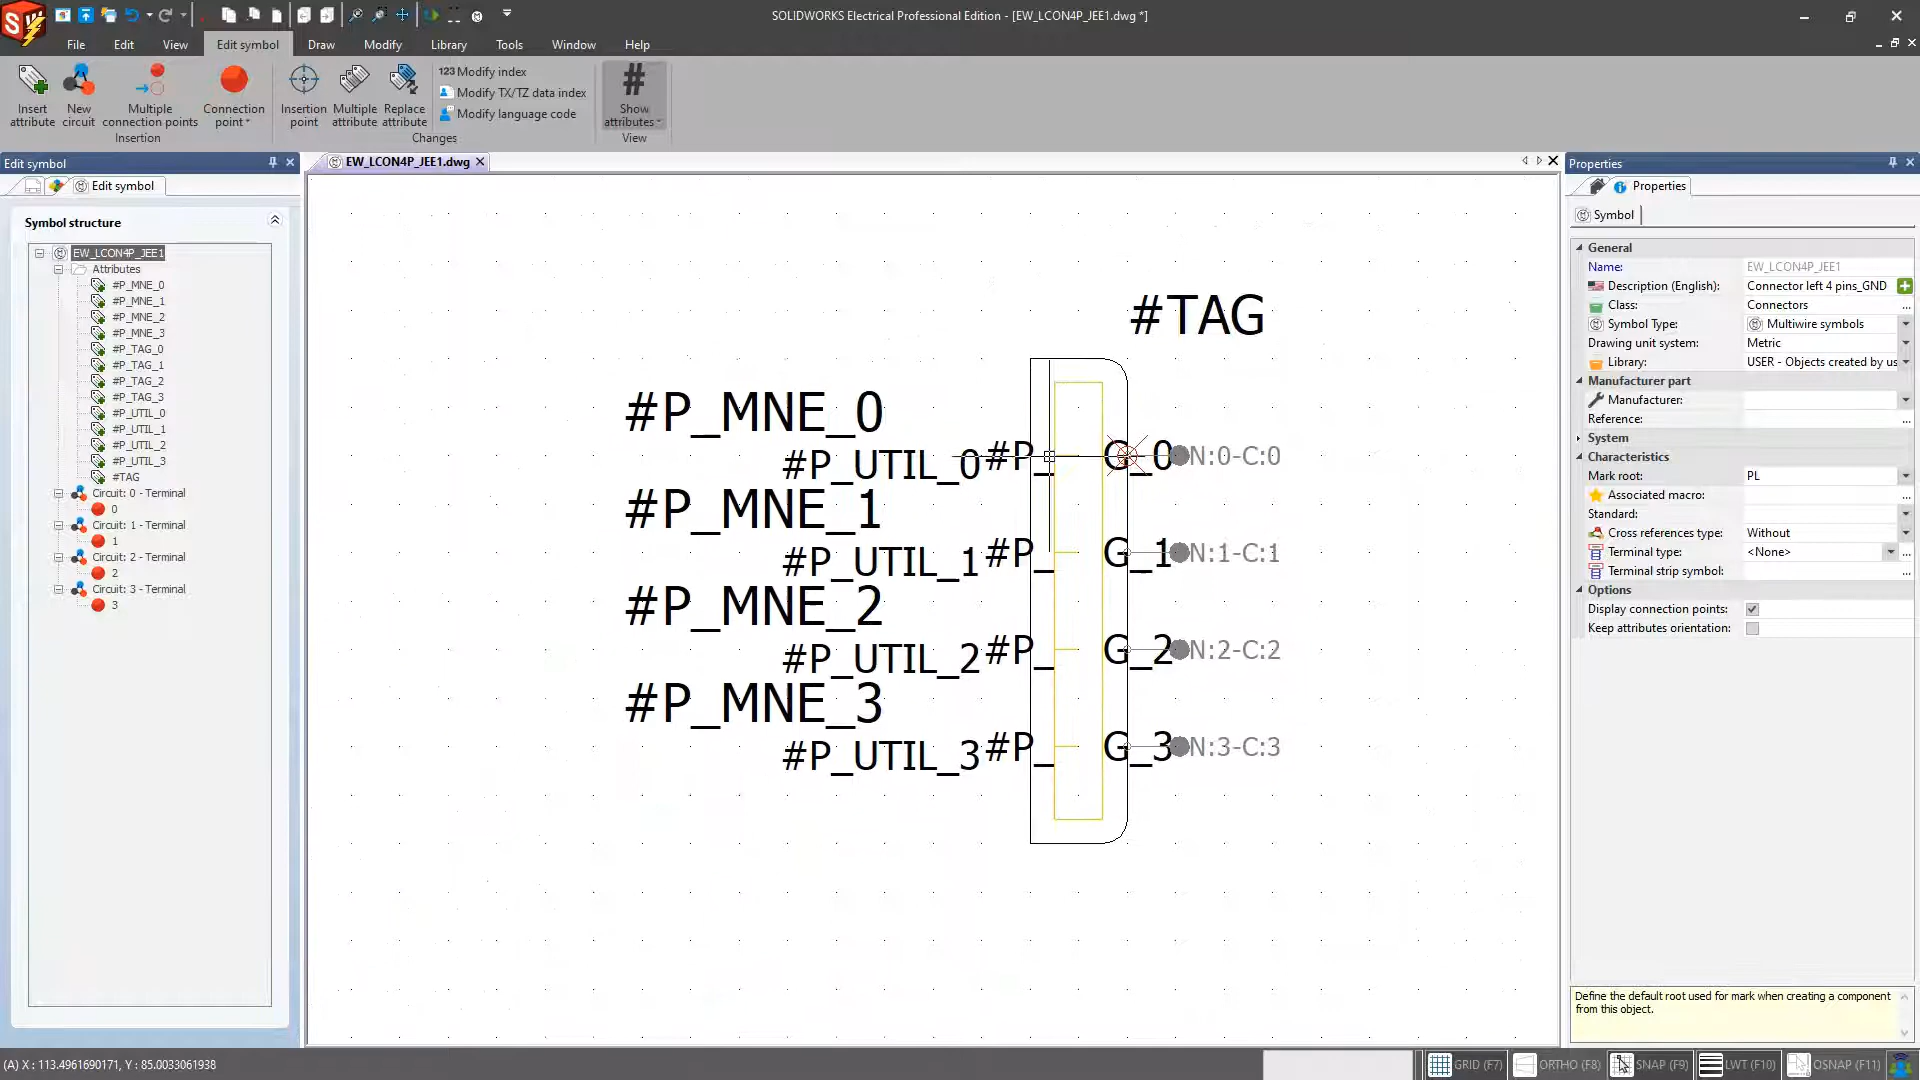 SOLIDWORKS Electrical Professional Edition - [EW_LCON4P_JEE1.dwg *]
File Edit View Edit symbol Draw Modify Library Tools Window Help
Insert attribute
New circuit
Multiple connection points
Connection point
Insertion point
Multiple attribute
Replace attribute
123 Modify index
Modify TX/TZ data index
Modify language code
# Show attributes
Insertion
Changes
View
Edit symbol
Edit symbol
Symbol structure
EW_LCON4P_JEE1
Attributes
#P_MNE_0
#P_MNE_1
#P_MNE_2
#P_MNE_3
#P_TAG_0
#P_TAG_1
#P_TAG_2
#P_TAG_3
#P_UTIL_0
#P_UTIL_1
#P_UTIL_2
#P_UTIL_3
#TAG
Circuit: 0 - Terminal
0
Circuit: 1 - Terminal
1
Circuit: 2 - Terminal
2
Circuit: 3 - Terminal
3
EW_LCON4P_JEE1.dwg
#TAG
#P_MNE_0
#P_UTIL_0 #P_ G_0 N:0-C:0
#P_MNE_1
#P_UTIL_1 #P_ G_1 N:1-C:1
#P_MNE_2
#P_UTIL_2 #P_ G_2 N:2-C:2
#P_MNE_3
#P_UTIL_3 #P_ G_3 N:3-C:3
Properties
Properties
Symbol
General
Name: EW_LCON4P_JEE1
Description (English): Connector left 4 pins_GND
Class: Connectors ...
Symbol Type: Multiwire symbols
Drawing unit system: Metric
Library: USER - Objects created by us
Manufacturer part
Manufacturer:
Reference:
System
Characteristics
Mark root: PL
Associated macro: ...
Standard:
Cross references type: Without
Terminal type: <None> ...
Terminal strip symbol: ...
Options
Display connection points:
Keep attributes orientation:
Define the default root used for mark when creating a component
from this object.
(A) X : 113.4961690171, Y : 85.0033061938
GRID (F7) ORTHO (F8) SNAP (F9) LWT (F10) OSNAP (F11)